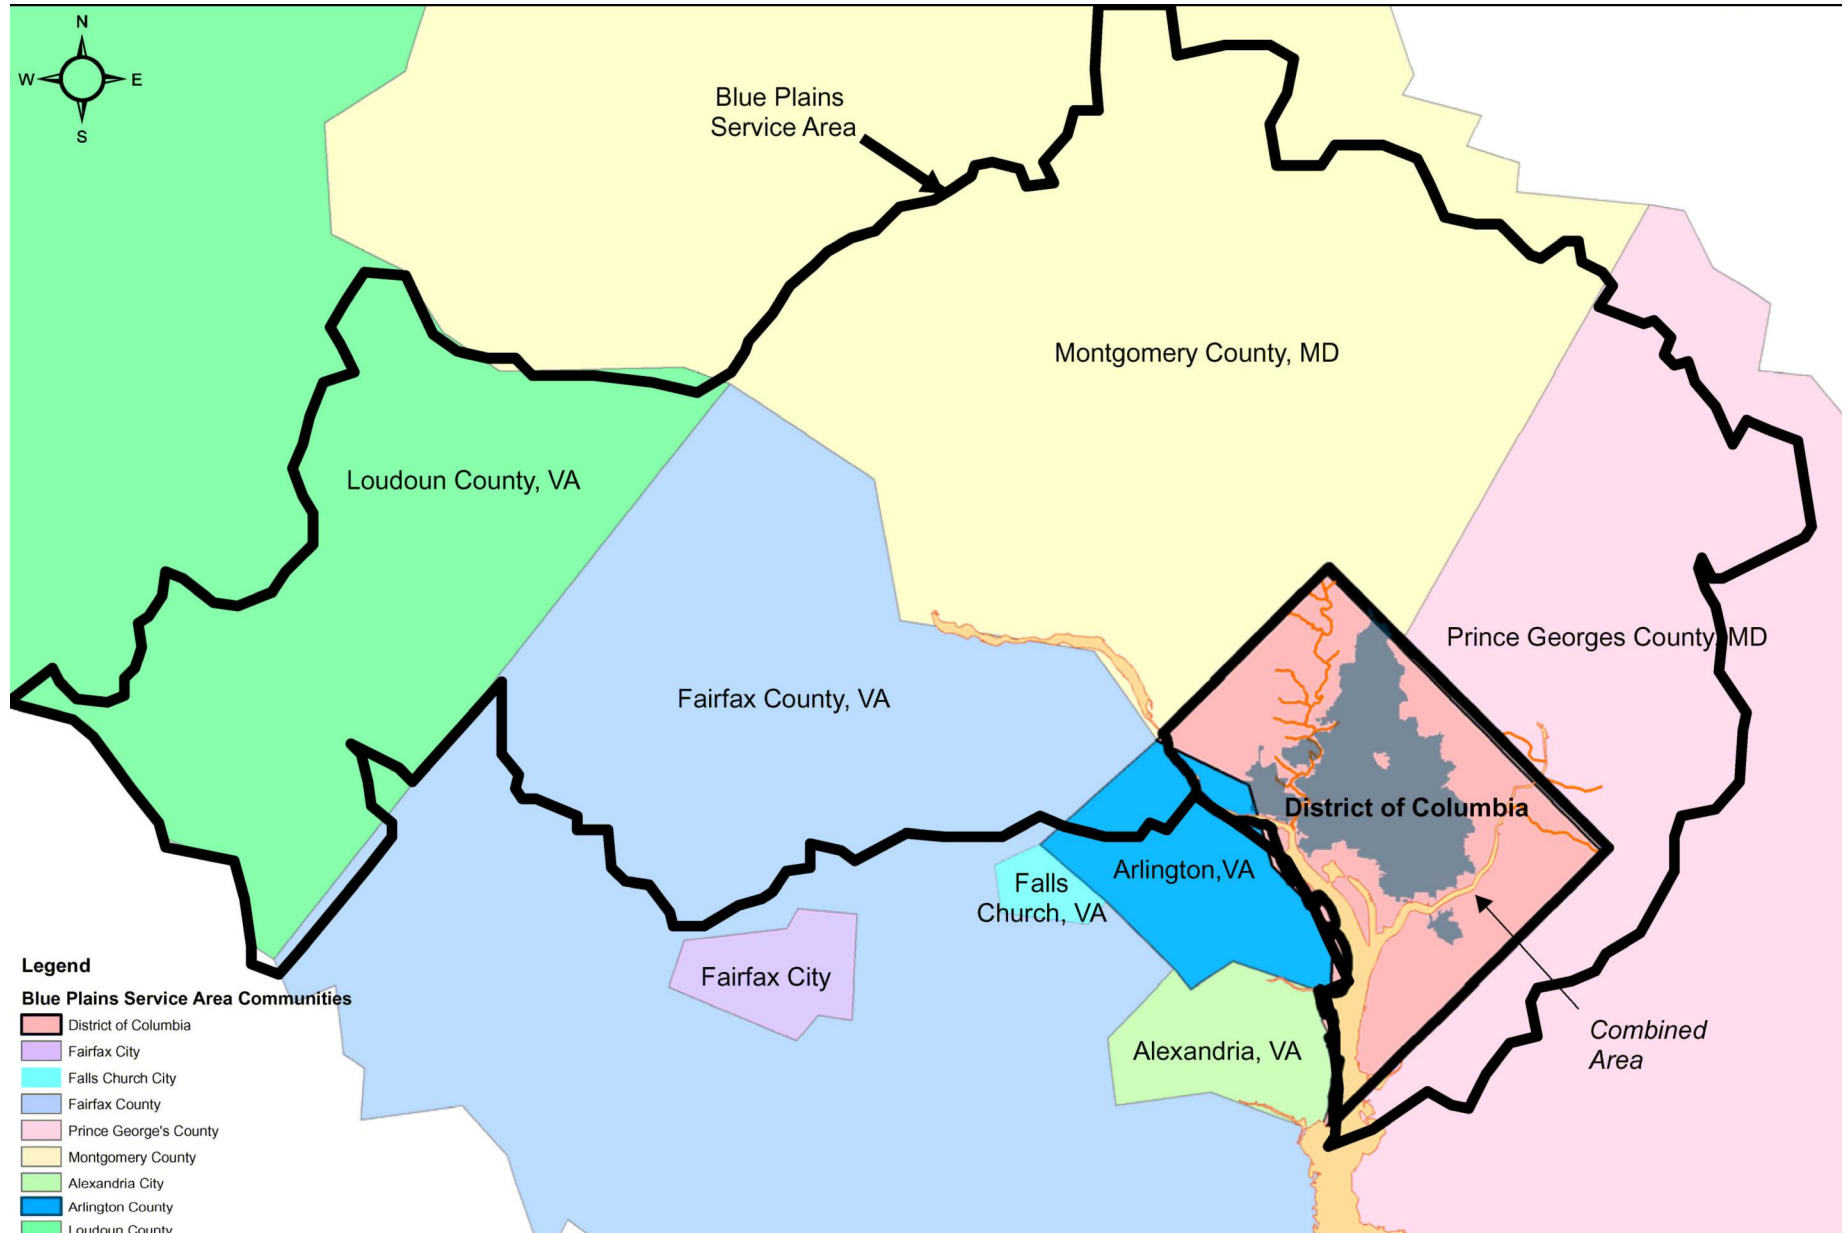 N
W E
S
Blue Plains
Service Area
Montgomery County, MD
Loudoun County, VA
Prince Georges County, MD
Fairfax County, VA
District of Columbia
Arlington,VA
Falls
Church, VA
Fairfax City
Alexandria, VA
Combined
Area
Legend
Blue Plains Service Area Communities
District of Columbia
Fairfax City
Falls Church City
Fairfax County
Prince George's County
Montgomery County
Alexandria City
Arlington County
Loudoun County